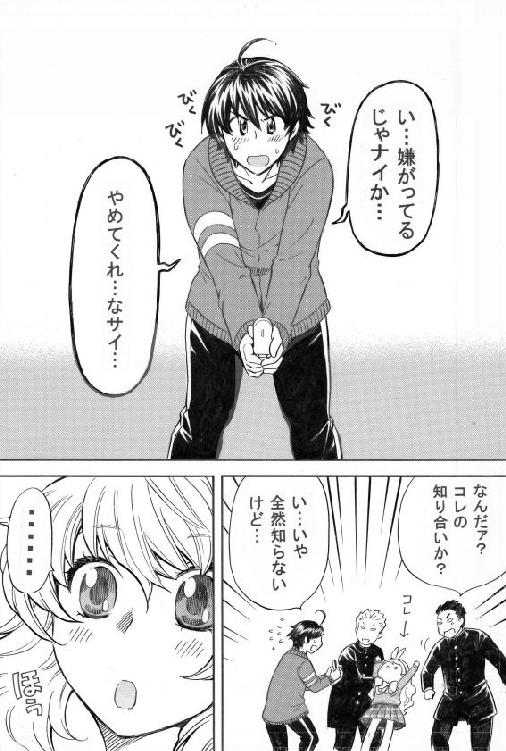 い…嫌がってる
じゃナイか…
びく
びく
びく
やめてくれ…なサイ…
なんだァ?
コレの
知り合いか?
コレ→
い…いや
全然知らない
けど…
……
ほうっ